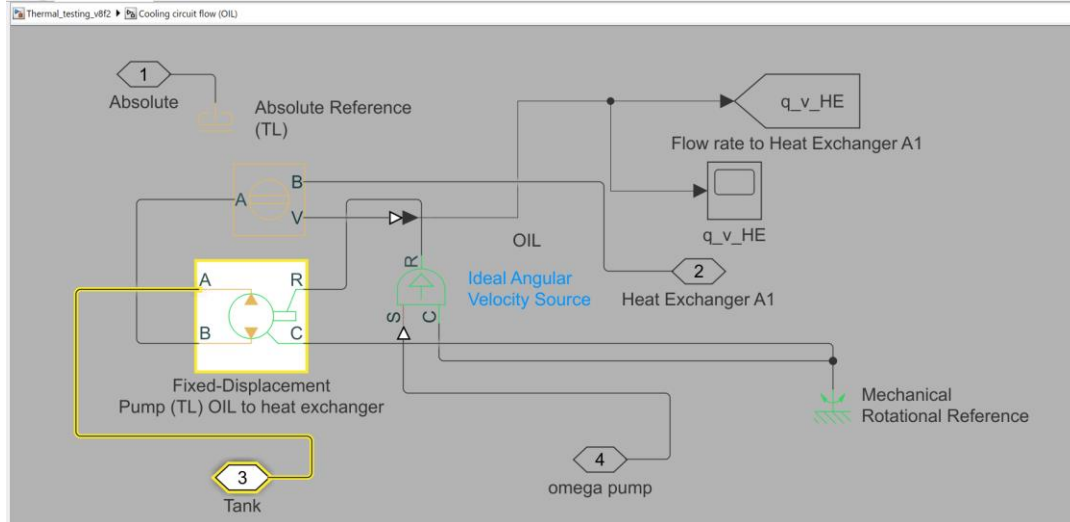 Thermal_testing_v8f2 Cooling circuit flow (OIL)
1
Absolute
Absolute Reference
(TL)
q_v_HE
Flow rate to Heat Exchanger A1
q_v_HE
A
B
V
OIL
2
Heat Exchanger A1
A
R
B
C
Fixed-Displacement
Pump (TL) OIL to heat exchanger
R
S
C
Ideal Angular
Velocity Source
Mechanical
Rotational Reference
3
Tank
4
omega pump